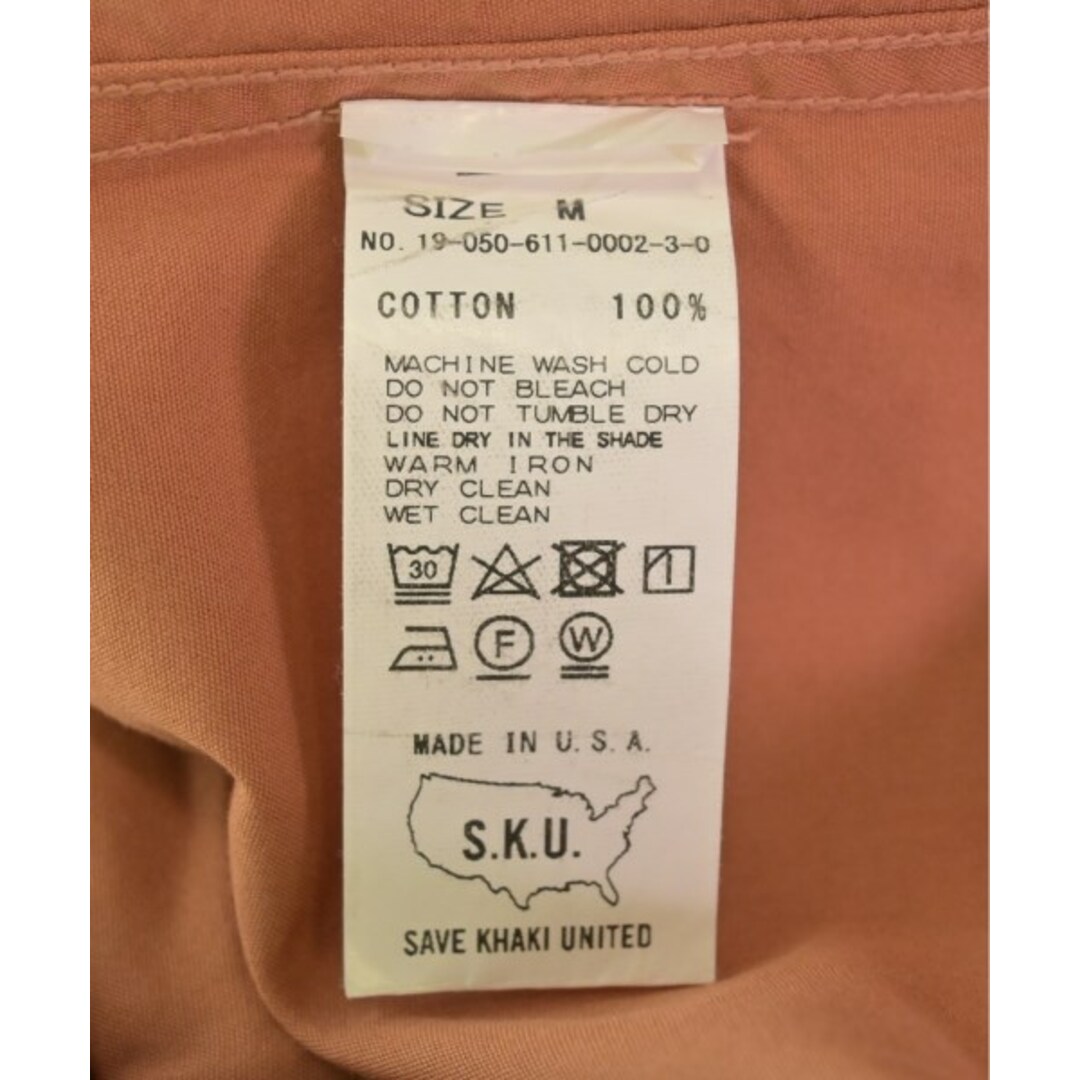 SIZE M
NO. 19-050-611-0002-3-0
COTTON 100%
MACHINE WASH COLD
DO NOT BLEACH
DO NOT TUMBLE DRY
LINE DRY IN THE SHADE
WARM IRON
DRY CLEAN
WET CLEAN
30
F W
MADE IN U.S.A.
S.K.U.
SAVE KHAKI UNITED